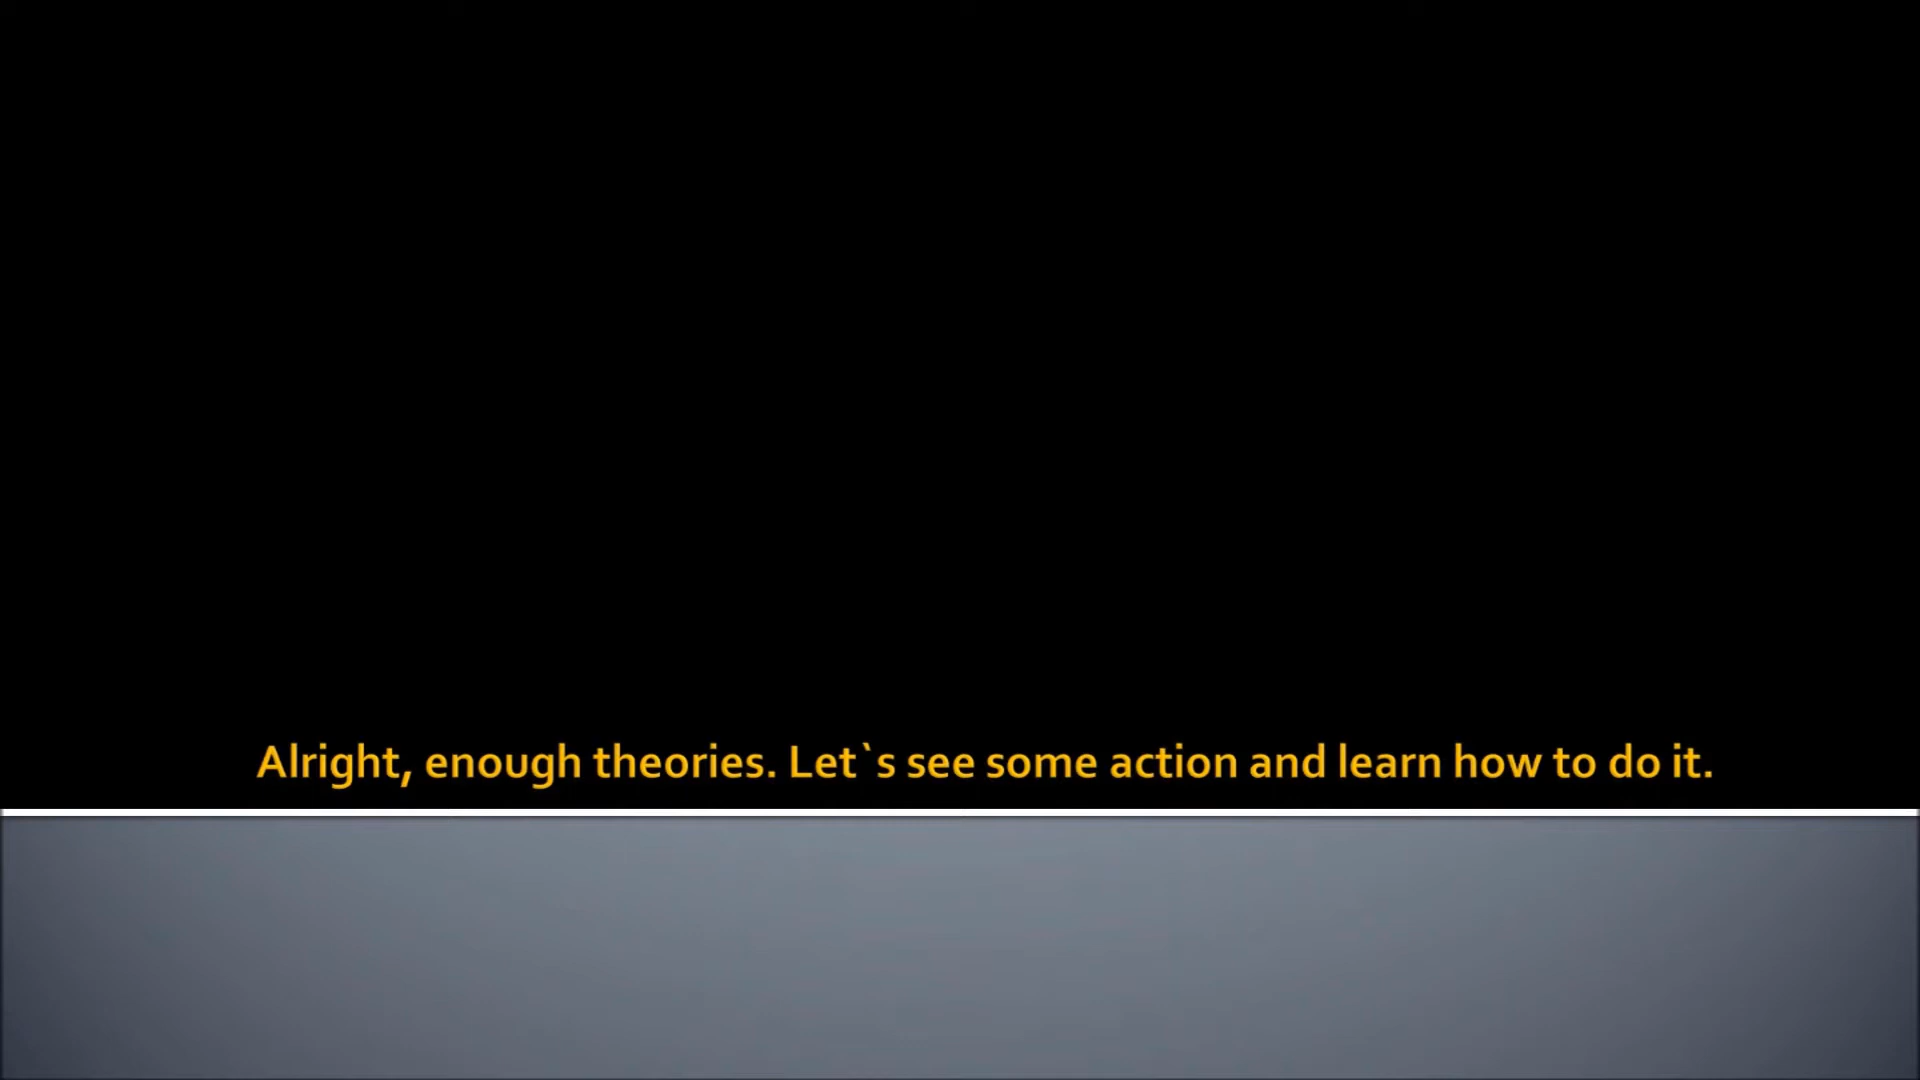 Alright, enough theories. Let`s see some action and learn how to do it.